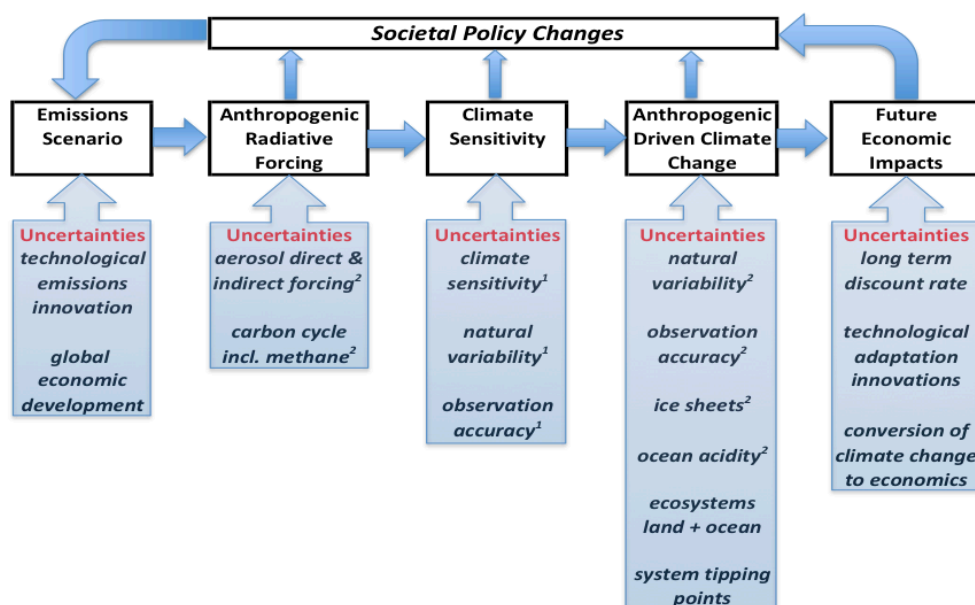 Societal Policy Changes
Emissions
Scenario
Anthropogenic
Radiative
Forcing
Climate
Sensitivity
Anthropogenic
Driven Climate
Change
Future
Economic
Impacts
Uncertainties
technological
emissions
innovation
global
economic
development
Uncertainties
aerosol direct &
indirect forcing²
carbon cycle
incl. methane²
Uncertainties
climate
sensitivity¹
natural
variability¹
observation
accuracy¹
Uncertainties
natural
variability²
observation
accuracy²
ice sheets²
ocean acidity²
ecosystems
land + ocean
system tipping
points
Uncertainties
long term
discount rate
technological
adaptation
innovations
conversion of
climate change
to economics